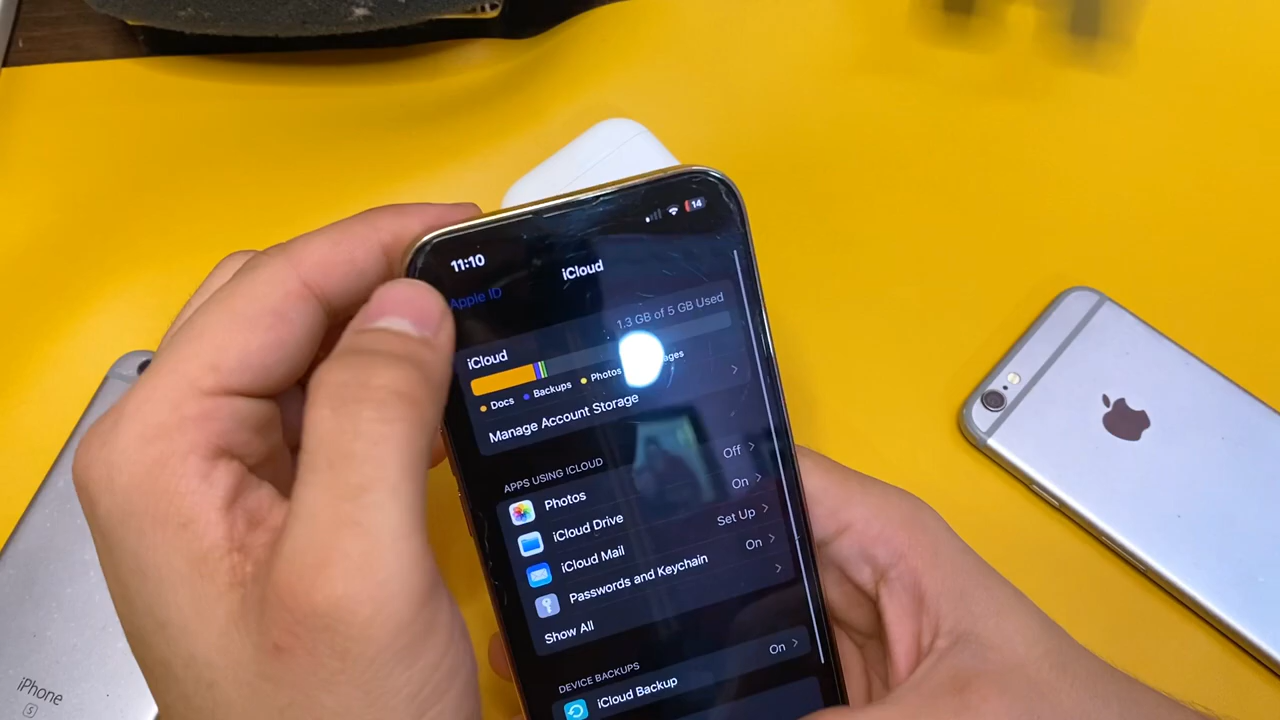 11:10
14
Apple ID
iCloud
iCloud
1.3 GB of 5 GB Used
Docs
Backups
Photos
Manage Account Storage
APPS USING ICLOUD
Photos
Off
iCloud Drive
On
iCloud Mail
Set Up
Passwords and Keychain
On
Show All
DEVICE BACKUPS
iCloud Backup
On
iPhone
S